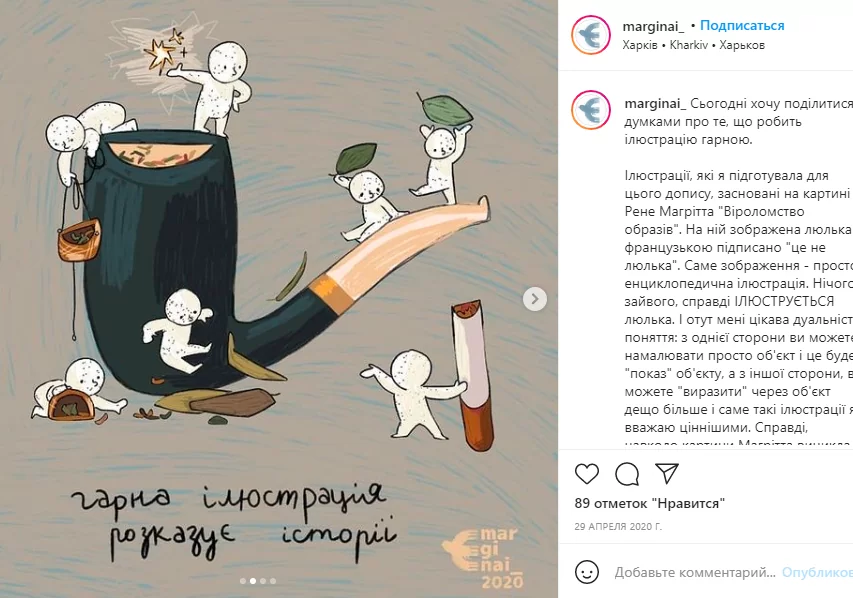 гарна ілюстрація
розказує історії
mar
gi
nai_
2020
marginai_ • Подписаться
Харків • Kharkiv • Харьков
marginai_ Сьогодні хочу поділитися
думками про те, що робить
ілюстрацію гарною.
Ілюстрації, які я підготувала для
цього допису, засновані на картині
Рене Магрітта "Віроломство
образів". На ній зображена люлька
французькою підписано "це не
люлька". Саме зображення - просто
енциклопедична ілюстрація. Нічого
зайвого, справді ІЛЮСТРУЄТЬСЯ
люлька. І отут мені цікава дуальніст
поняття: з однієї сторони ви можете
намалювати просто об'єкт і це буде
"показ" об'єкту, а з іншої сторони, в
можете "виразити" через об'єкт
дещо більше і саме такі ілюстрації я
вважаю ціннішими. Справді,
навколо картини Магрітта виникла
89 отметок "Нравится"
29 АПРЕЛЯ 2020 Г.
Добавьте комментарий... Опубликов